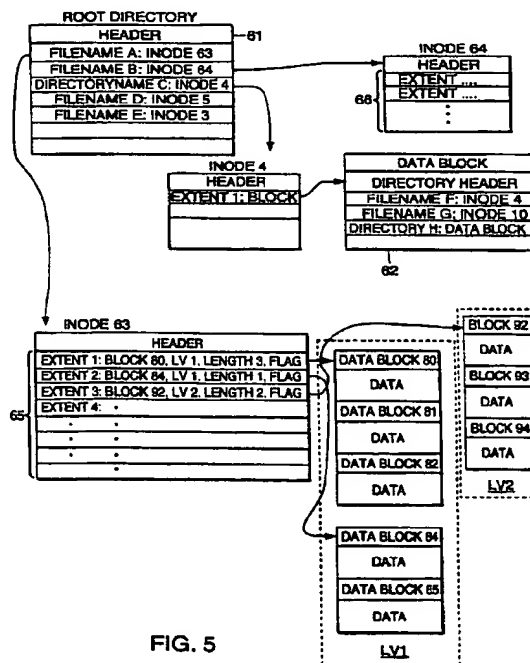 ROOT DIRECTORY
HEADER
61
FILENAME A: INODE 63
FILENAME B: INODE 64
DIRECTORYNAME C: INODE 4
FILENAME D: INODE 5
FILENAME E: INODE 3
INODE 64
HEADER
EXTENT ....
EXTENT ....
66
INODE 4
HEADER
EXTENT 1: BLOCK
DATA BLOCK
DIRECTORY HEADER
FILENAME F: INODE 4
FILENAME G: INODE 10
DIRECTORY H: DATA BLOCK
62
INODE 63
HEADER
EXTENT 1: BLOCK 80, LV 1, LENGTH 3, FLAG
EXTENT 2: BLOCK 84, LV 1, LENGTH 1, FLAG
EXTENT 3: BLOCK 92, LV 2, LENGTH 2, FLAG
EXTENT 4:
65
DATA BLOCK 80
DATA
DATA BLOCK 81
DATA
DATA BLOCK 82
DATA
DATA BLOCK 84
DATA
DATA BLOCK 85
DATA
LV1
BLOCK 92
DATA
BLOCK 93
DATA
BLOCK 94
DATA
LV2
FIG. 5